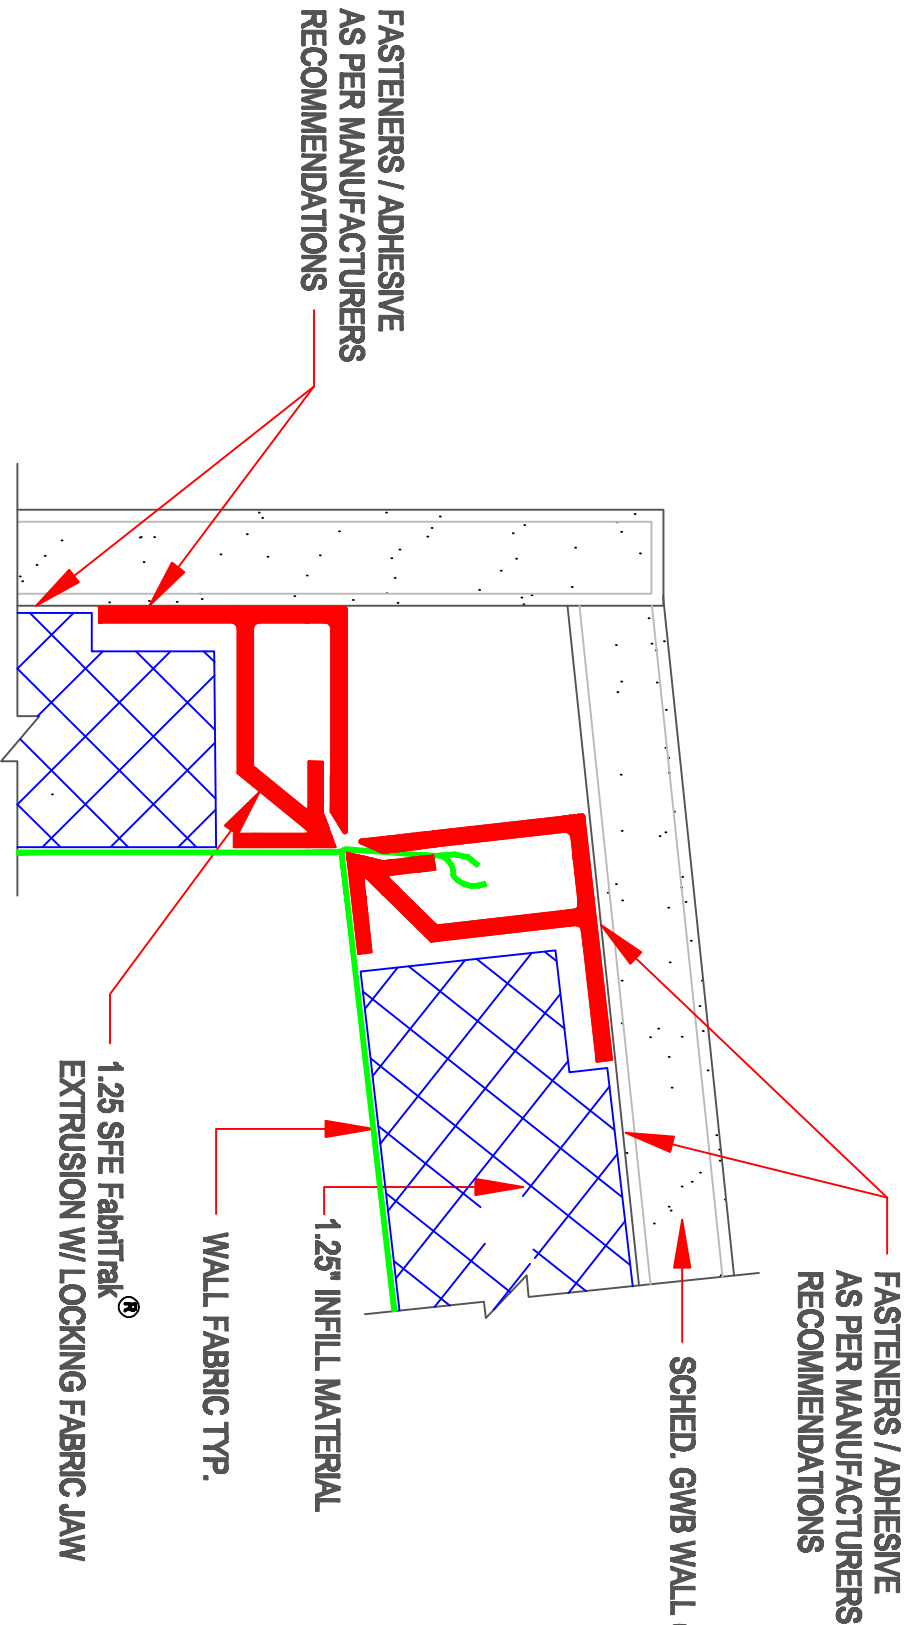 FASTENERS / ADHESIVE
AS PER MANUFACTURERS
RECOMMENDATIONS
FASTENERS / ADHESIVE
AS PER MANUFACTURERS
RECOMMENDATIONS
SCHED. GWB WALL
1.25" INFILL MATERIAL
WALL FABRIC TYP.
1.25 SFE FabriTrak®
EXTRUSION W/ LOCKING FABRIC JAW